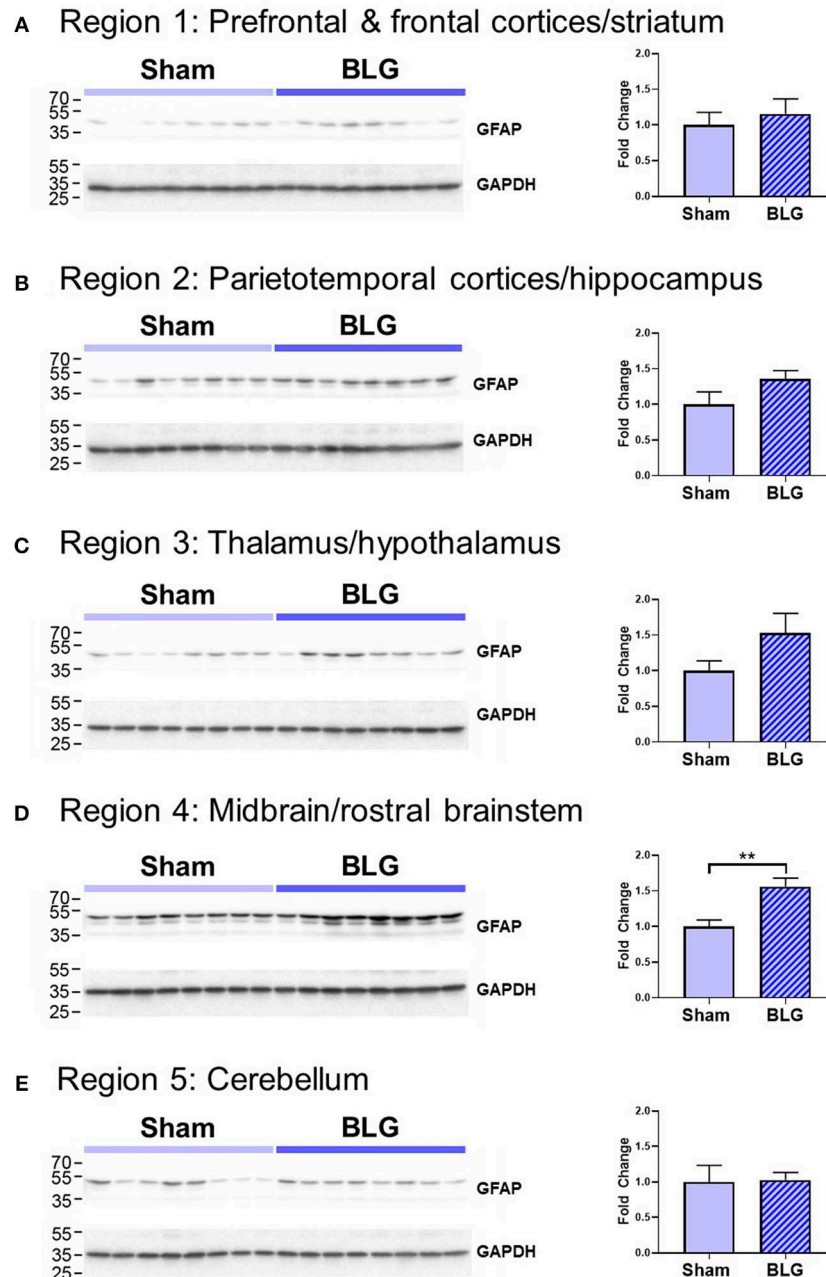 A Region 1: Prefrontal & frontal cortices/striatum
Sham BLG
70
55
35
GFAP
55
35
25
GAPDH
2.0
1.5
1.0
0.5
0.0
Fold Change
Sham BLG
B Region 2: Parietotemporal cortices/hippocampus
Sham BLG
70
55
35
GFAP
55
35
25
GAPDH
2.0
1.5
1.0
0.5
0.0
Fold Change
Sham BLG
C Region 3: Thalamus/hypothalamus
Sham BLG
70
55
35
GFAP
55
35
25
GAPDH
2.0
1.5
1.0
0.5
0.0
Fold Change
Sham BLG
D Region 4: Midbrain/rostral brainstem
Sham BLG
70
55
35
GFAP
55
35
25
GAPDH
2.0
1.5
1.0
0.5
0.0
Fold Change
**
Sham BLG
E Region 5: Cerebellum
Sham BLG
70
55
35
GFAP
55
35
25
GAPDH
2.0
1.5
1.0
0.5
0.0
Fold Change
Sham BLG